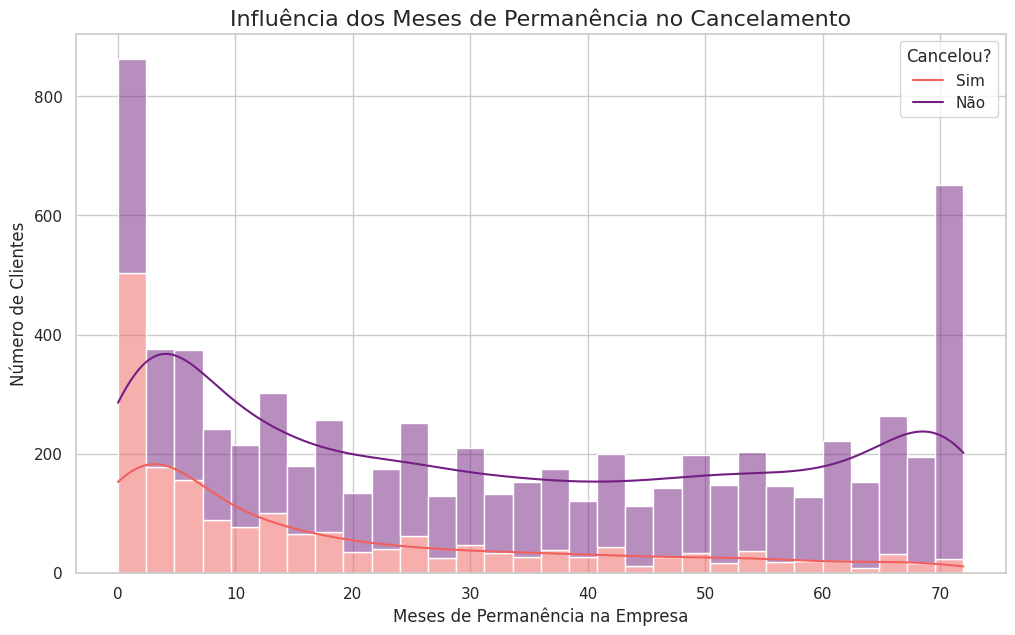 Influência dos Meses de Permanência no Cancelamento
Cancelou?
Sim
Não
Número de Clientes
800
600
400
200
0
0 10 20 30 40 50 60 70
Meses de Permanência na Empresa